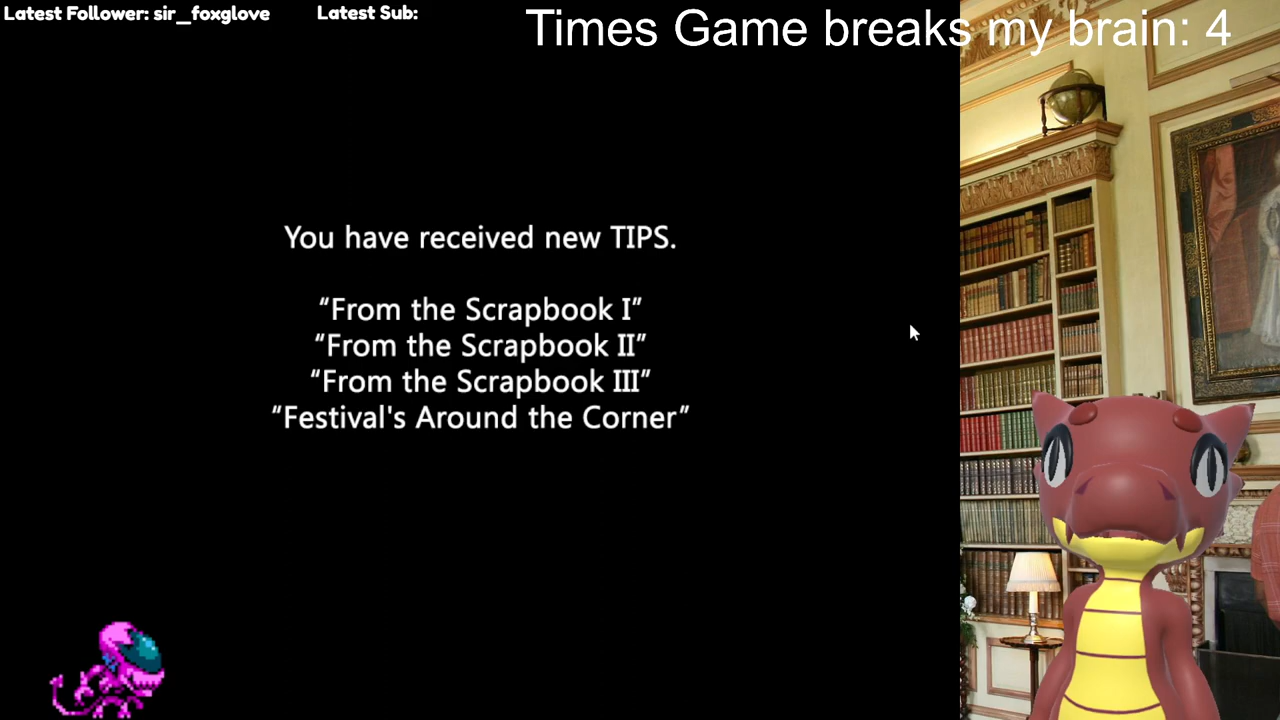 Latest Follower: sir__foxglove
Latest Sub:
Times Game breaks my brain: 4
You have received new TIPS.
“From the Scrapbook I”
“From the Scrapbook II”
“From the Scrapbook III”
“Festival's Around the Corner”